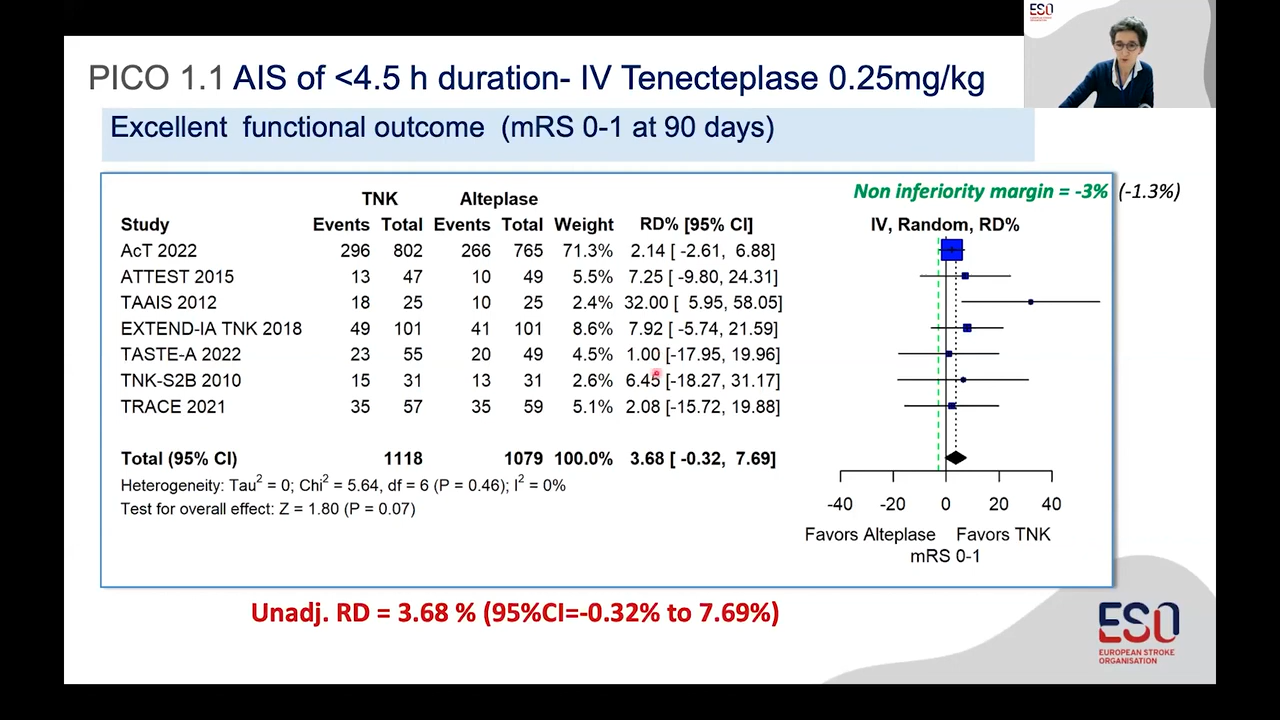 ESO
EUROPEAN STROKE ORGANISATION
PICO 1.1 AIS of <4.5 h duration- IV Tenecteplase 0.25mg/kg
Excellent functional outcome (mRS 0-1 at 90 days)
Non inferiority margin = -3% (-1.3%)
TNK Alteplase
Study Events Total Events Total Weight RD% [95% CI] IV, Random, RD%
AcT 2022 296 802 266 765 71.3% 2.14 [ -2.61, 6.88]
ATTEST 2015 13 47 10 49 5.5% 7.25 [ -9.80, 24.31]
TAAIS 2012 18 25 10 25 2.4% 32.00 [ 5.95, 58.05]
EXTEND-IA TNK 2018 49 101 41 101 8.6% 7.92 [ -5.74, 21.59]
TASTE-A 2022 23 55 20 49 4.5% 1.00 [-17.95, 19.96]
TNK-S2B 2010 15 31 13 31 2.6% 6.45 [-18.27, 31.17]
TRACE 2021 35 57 35 59 5.1% 2.08 [-15.72, 19.88]
Total (95% CI) 1118 1079 100.0% 3.68 [ -0.32, 7.69]
Heterogeneity: Tau² = 0; Chi² = 5.64, df = 6 (P = 0.46); I² = 0%
Test for overall effect: Z = 1.80 (P = 0.07)
-40 -20 0 20 40
Favors Alteplase Favors TNK
mRS 0-1
Unadj. RD = 3.68 % (95%CI=-0.32% to 7.69%)
ESO
EUROPEAN STROKE
ORGANISATION